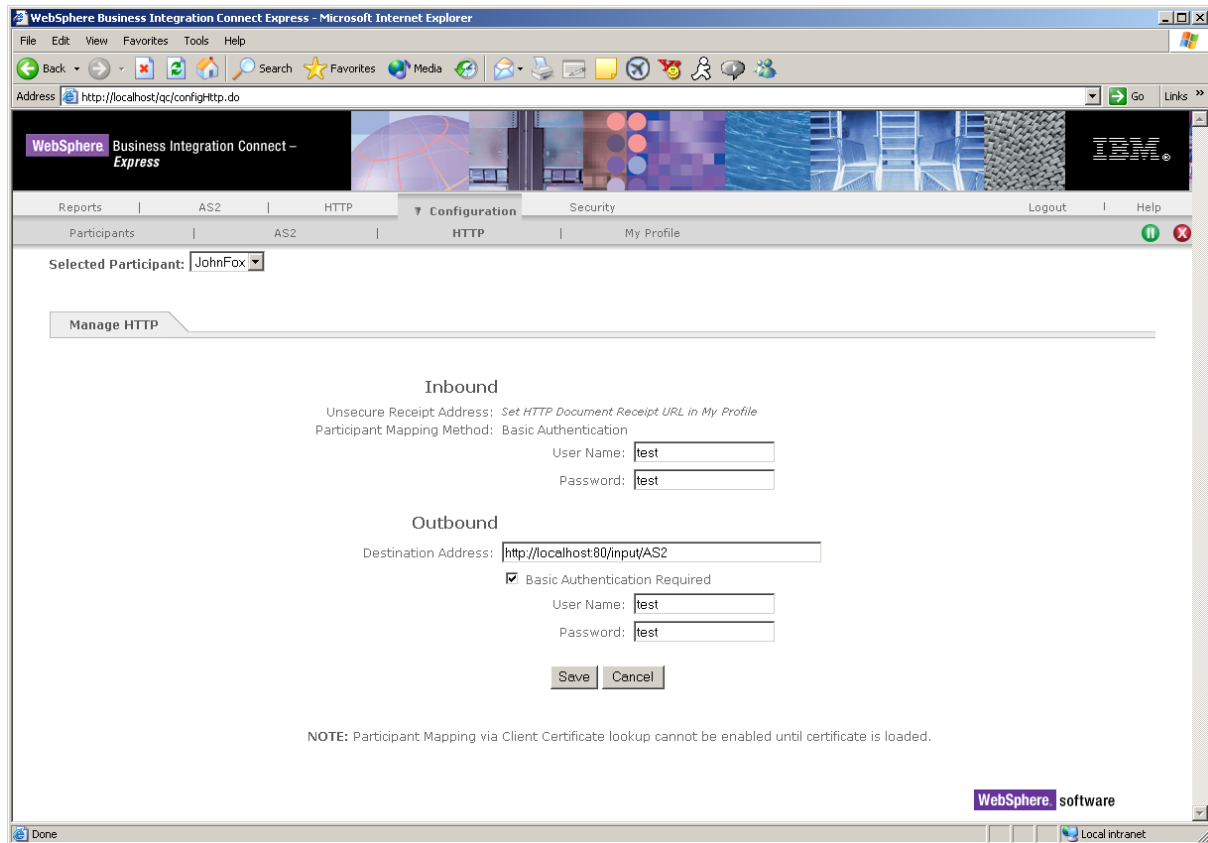 WebSphere Business Integration Connect Express - Microsoft Internet Explorer
File Edit View Favorites Tools Help
Back Search Favorites Media
Address http://localhost/qc/configHttp.do Go Links »
WebSphere. Business Integration Connect –
Express
IBM®
Reports | AS2 | HTTP Configuration Security Logout | Help
Participants | AS2 | HTTP | My Profile
Selected Participant: JohnFox
Manage HTTP
Inbound
Unsecure Receipt Address: Set HTTP Document Receipt URL in My Profile
Participant Mapping Method: Basic Authentication
User Name: test
Password: test
Outbound
Destination Address: http://localhost:80/input/AS2
Basic Authentication Required
User Name: test
Password: test
Save Cancel
NOTE: Participant Mapping via Client Certificate lookup cannot be enabled until certificate is loaded.
WebSphere. software
Done Local intranet